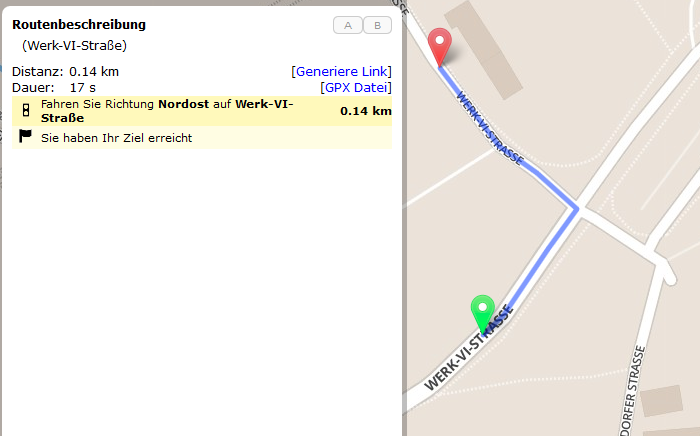 Routenbeschreibung
A B
(Werk-VI-Straße)
Distanz: 0.14 km [Generiere Link]
Dauer: 17 s [GPX Datei]
Fahren Sie Richtung Nordost auf Werk-VI-
Straße
0.14 km
Sie haben Ihr Ziel erreicht
WERK-VI-STRASSE
WERK-VI-STRASSE
DORFER STRASSE